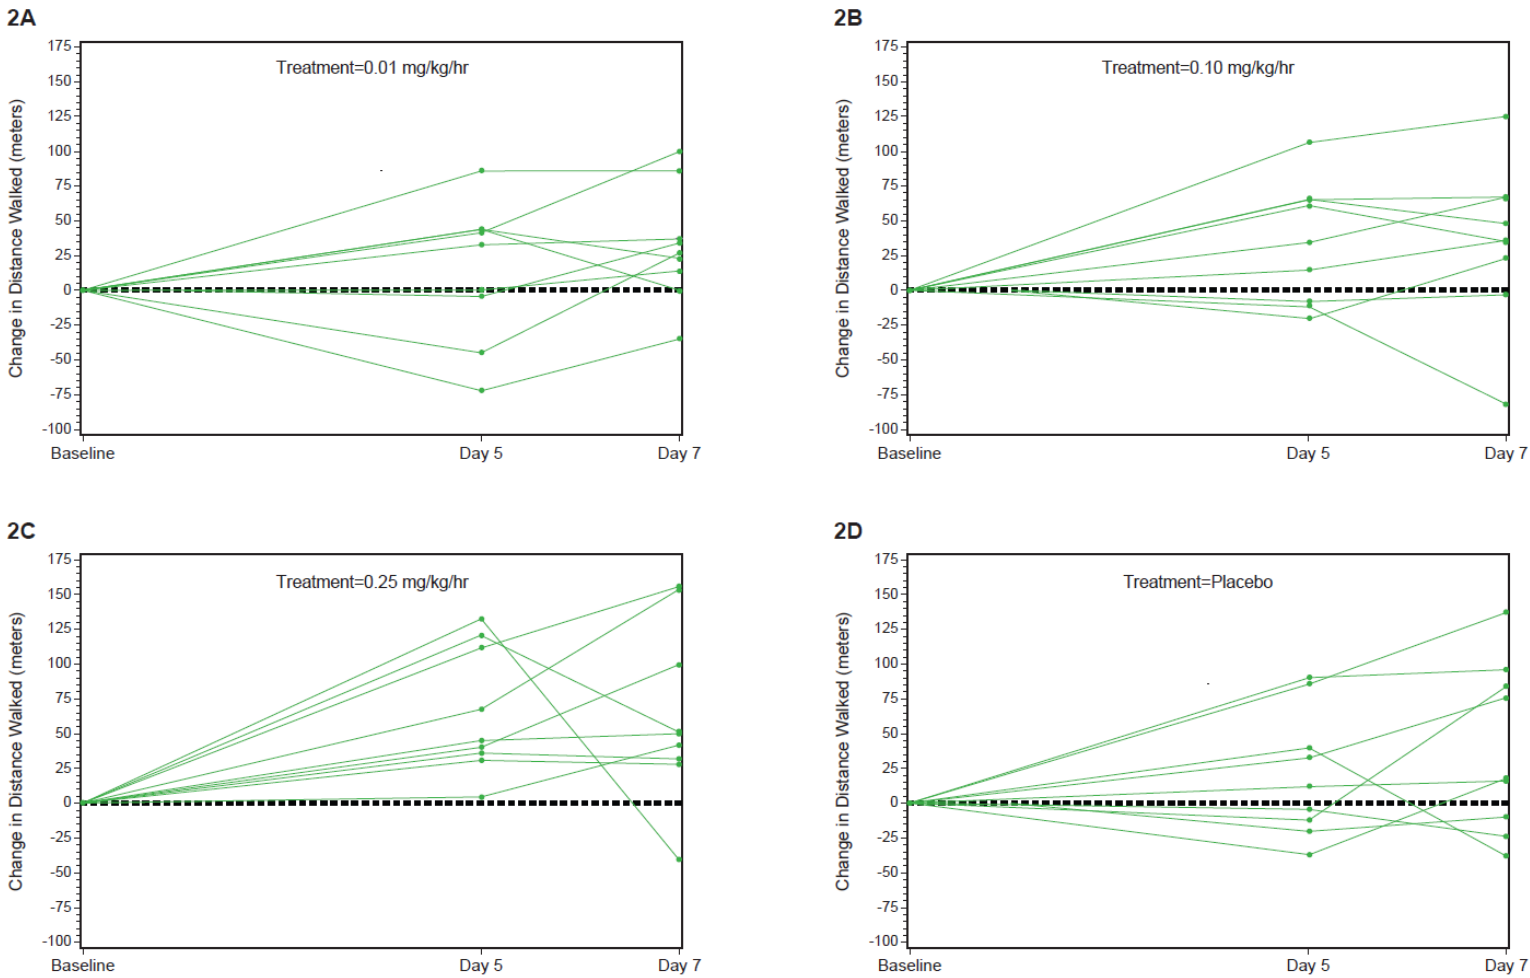 2A
Treatment=0.01 mg/kg/hr
Change in Distance Walked (meters)
175
150
125
100
75
50
25
0
-25
-50
-75
-100
Baseline
Day 5
Day 7
2B
Treatment=0.10 mg/kg/hr
Change in Distance Walked (meters)
175
150
125
100
75
50
25
0
-25
-50
-75
-100
Baseline
Day 5
Day 7
2C
Treatment=0.25 mg/kg/hr
Change in Distance Walked (meters)
175
150
125
100
75
50
25
0
-25
-50
-75
-100
Baseline
Day 5
Day 7
2D
Treatment=Placebo
Change in Distance Walked (meters)
175
150
125
100
75
50
25
0
-25
-50
-75
-100
Baseline
Day 5
Day 7